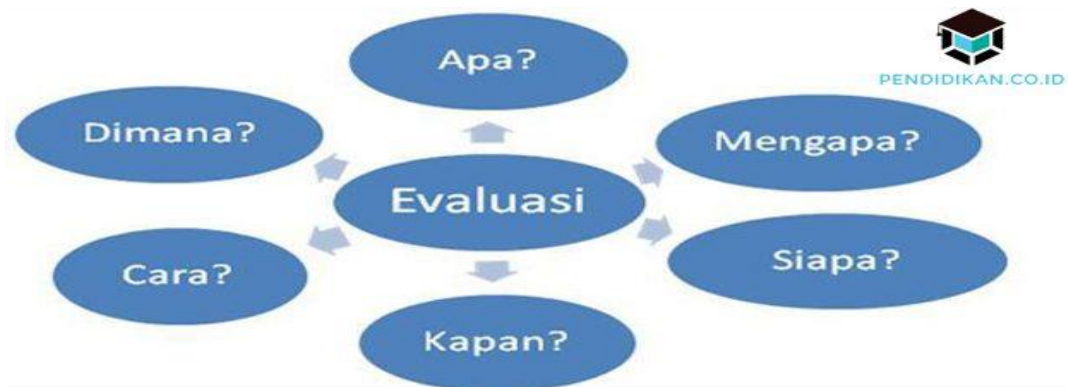 Apa?
PENDIDIKAN.CO.ID
Dimana?
Mengapa?
Evaluasi
Cara?
Siapa?
Kapan?